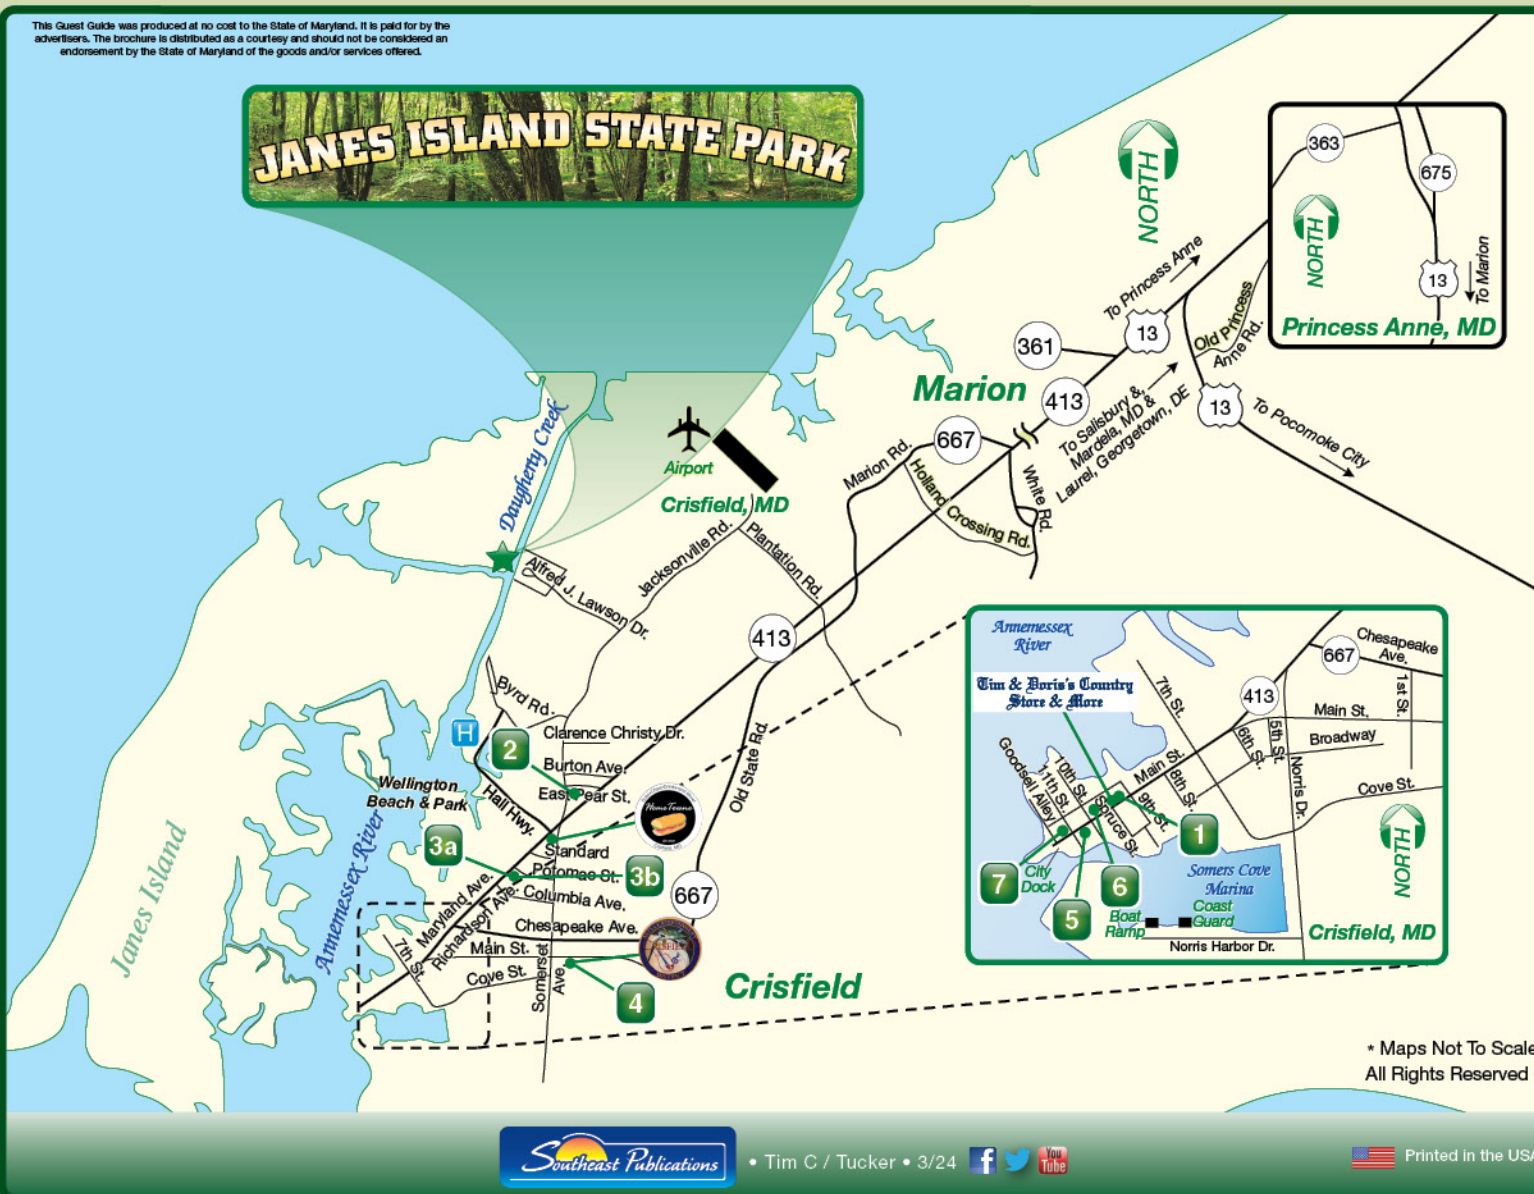 This Guest Guide was produced at no cost to the State of Maryland. It is paid for by the
advertisers. The brochure is distributed as a courtesy and should not be considered an
endorsement by the State of Maryland of the goods and/or services offered.
JANES ISLAND STATE PARK
NORTH
363
675
NORTH
13
To Marion
Princess Anne, MD
To Princess Anne
13
Old Princess
Anne Rd.
361
413
Marion
To Salisbury &,
Mardela, MD &
Laurel, Georgetown, DE
13
To Pocomoke City
667
Marion Rd.
Holland Crossing Rd.
White Rd.
Airport
Crisfield, MD
Daugherty Creek
Jacksonville Rd.
Plantation Rd.
Alfred J. Lawson Dr.
413
Byrd Rd.
H
2
Clarence Christy Dr.
Burton Ave.
East Pear St.
Wellington
Beach & Park
Hall Hwy.
Home Towne
3a
Standard
Potomac St.
3b
Columbia Ave.
Old State Rd.
667
Maryland Ave.
Richardson Ave.
Chesapeake Ave.
Main St.
7th St.
Cove St.
Somerset
Ave.
4
Crisfield
Janes Island
Annemessex River
Annemessex
River
Tim & Doris's Country
Store & More
7th St.
667
Chesapeake
Ave.
413
1st St.
Main St.
5th St.
6th St.
Broadway
Main St.
Goodsell Alley
10th St.
11th St.
8th St.
9th St.
Spruce St.
Norris Dr.
Cove St.
1
NORTH
7
City
Dock
6
5
Somers Cove
Marina
Boat
Ramp
Coast
Guard
Norris Harbor Dr.
Crisfield, MD
* Maps Not To Scale
All Rights Reserved
Southeast Publications
• Tim C / Tucker • 3/24
f
You
Tube
Printed in the USA